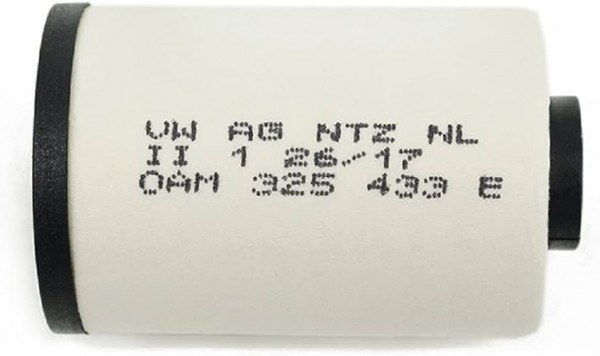 VW AG NTZ NL
II 1 26/17
0AM 325 433 E